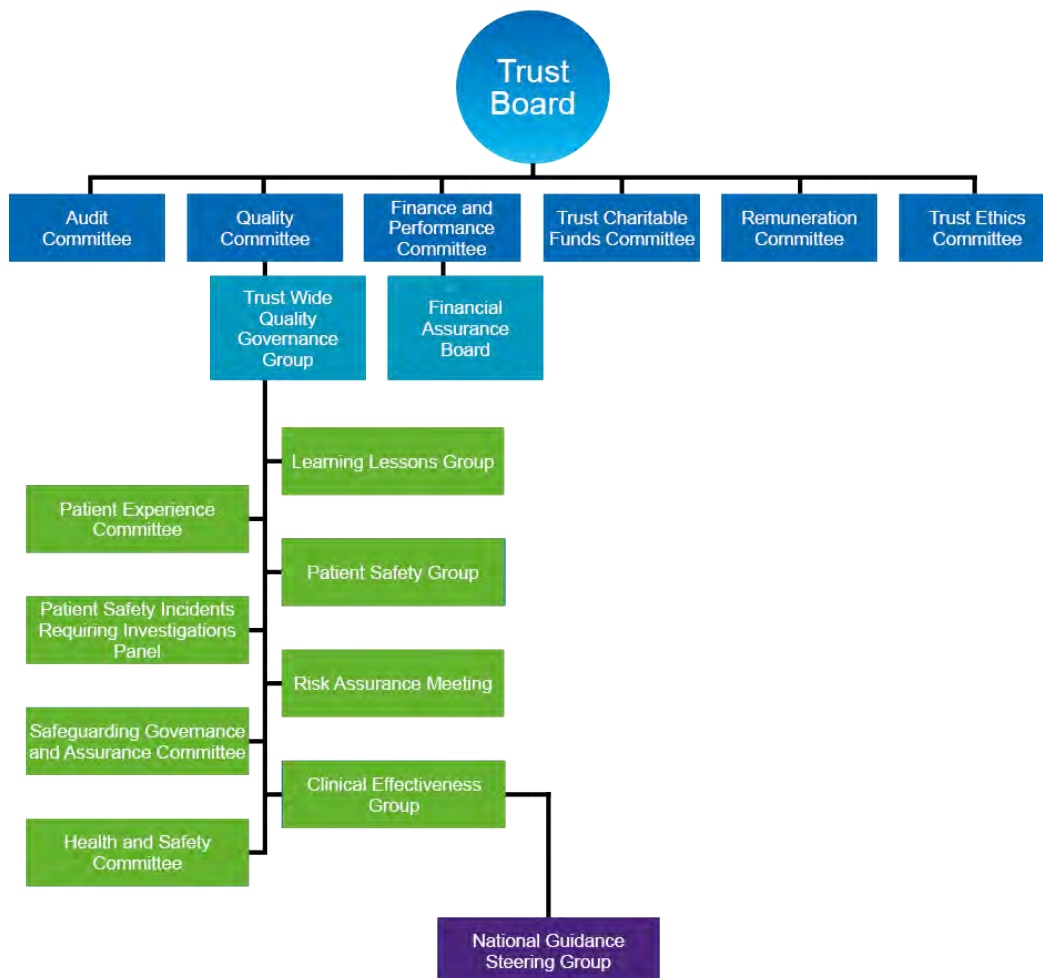 Trust
Board
Audit
Committee
Quality
Committee
Finance and
Performance
Committee
Trust Charitable
Funds Committee
Remuneration
Committee
Trust Ethics
Committee
Trust Wide
Quality
Governance
Group
Financial
Assurance
Board
Learning Lessons Group
Patient Experience
Committee
Patient Safety Group
Patient Safety Incidents
Requiring Investigations
Panel
Risk Assurance Meeting
Safeguarding Governance
and Assurance Committee
Clinical Effectiveness
Group
Health and Safety
Committee
National Guidance
Steering Group